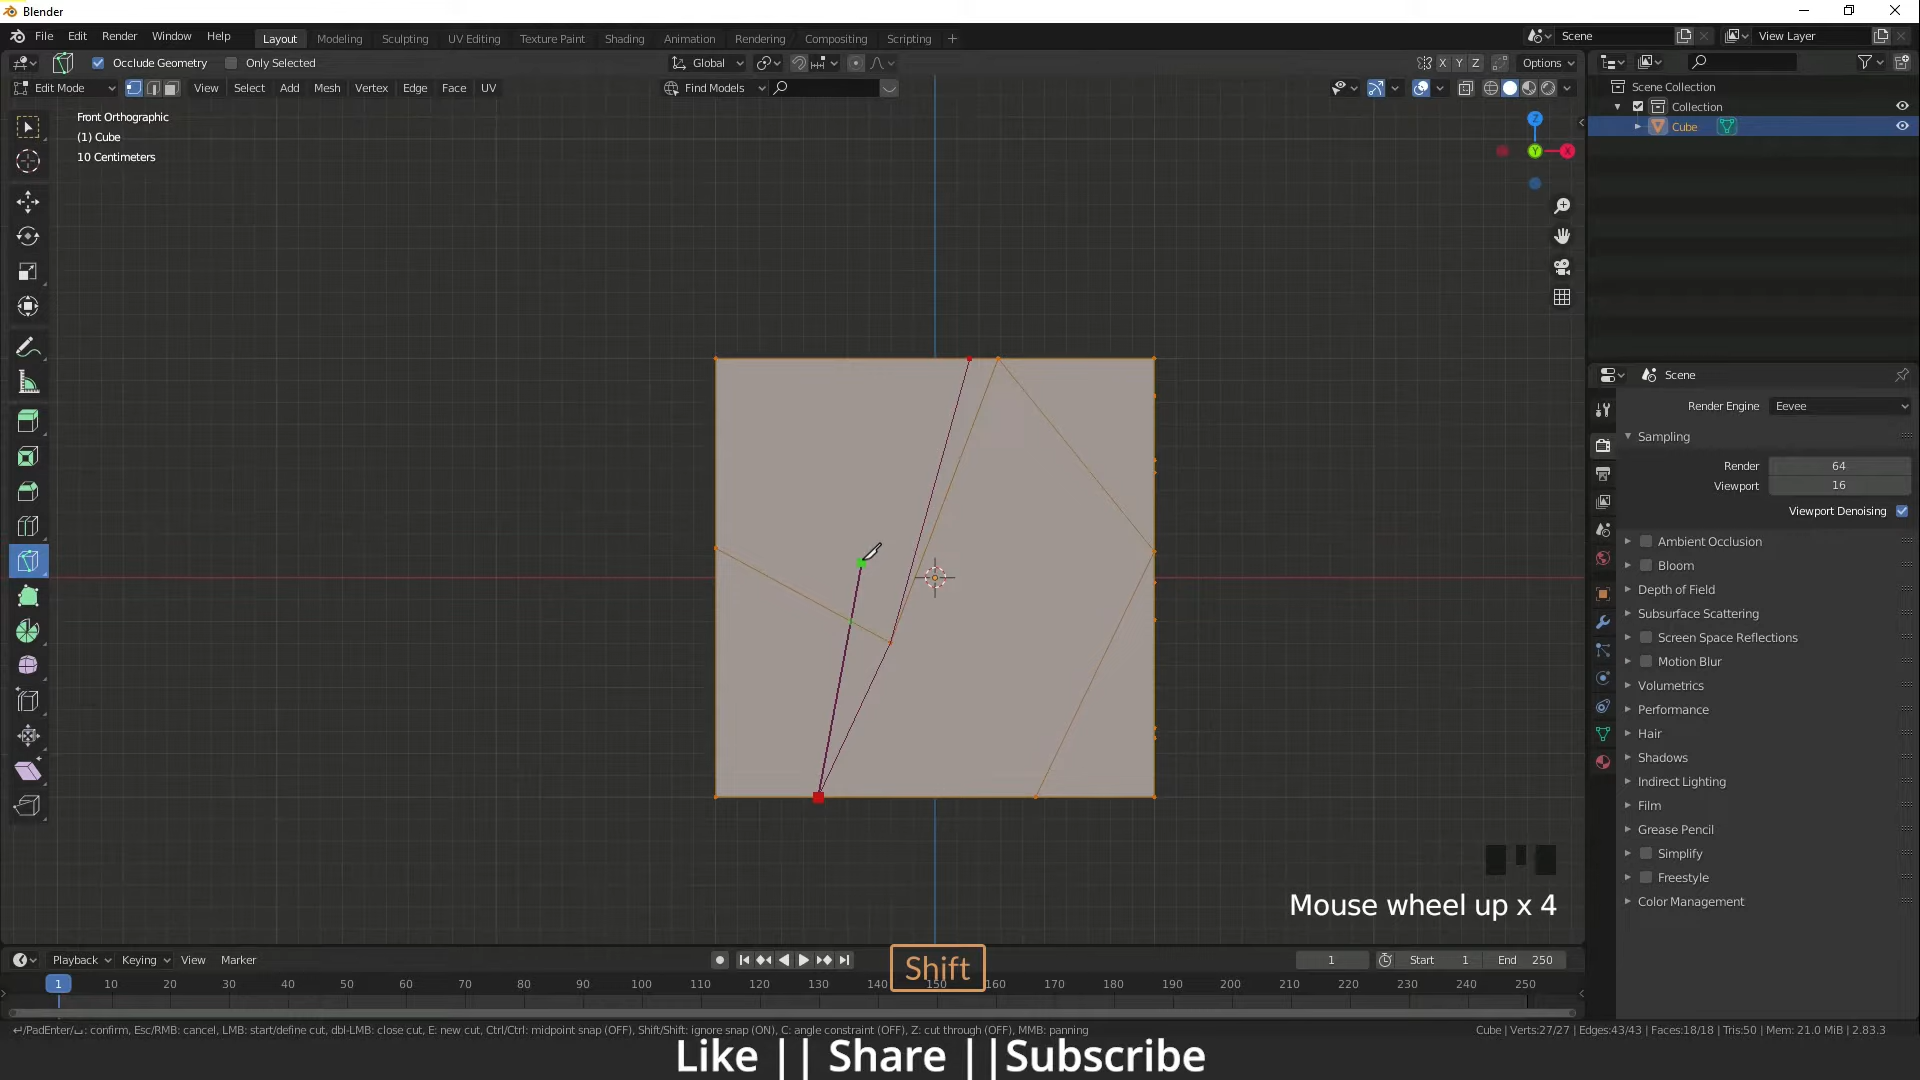 Blender
File Edit Render Window Help Layout Modeling Sculpting UV Editing Texture Paint Shading Animation Rendering Compositing Scripting + Scene View Layer
Occlude Geometry Only Selected Global X Y Z Options
Edit Mode View Select Add Mesh Vertex Edge Face UV Find Models
Scene Collection
Collection
Cube
Front Orthographic
(1) Cube
10 Centimeters
Z
Y
X
Scene
Render Engine Eevee
Sampling
Render 64
Viewport 16
Viewport Denoising
Ambient Occlusion
Bloom
Depth of Field
Subsurface Scattering
Screen Space Reflections
Motion Blur
Volumetrics
Performance
Hair
Shadows
Indirect Lighting
Film
Grease Pencil
Simplify
Freestyle
Color Management
Mouse wheel up x 4
Playback Keying View Marker 1 Start 1 End 250
Shift
1 10 20 30 40 50 60 70 80 90 100 110 120 130 140 150 160 170 180 190 200 210 220 230 240 250
/PadEnter/ : confirm, Esc/RMB: cancel, LMB: start/define cut, dbl-LMB: close cut, E: new cut, Ctrl/Ctrl: midpoint snap (OFF), Shift/Shift: ignore snap (ON), C: angle constraint (OFF), Z: cut through (OFF), MMB: panning
Cube | Verts:27/27 | Edges:43/43 | Faces:18/18 | Tris:50 | Mem: 21.0 MiB | 2.83.3
Like || Share ||Subscribe